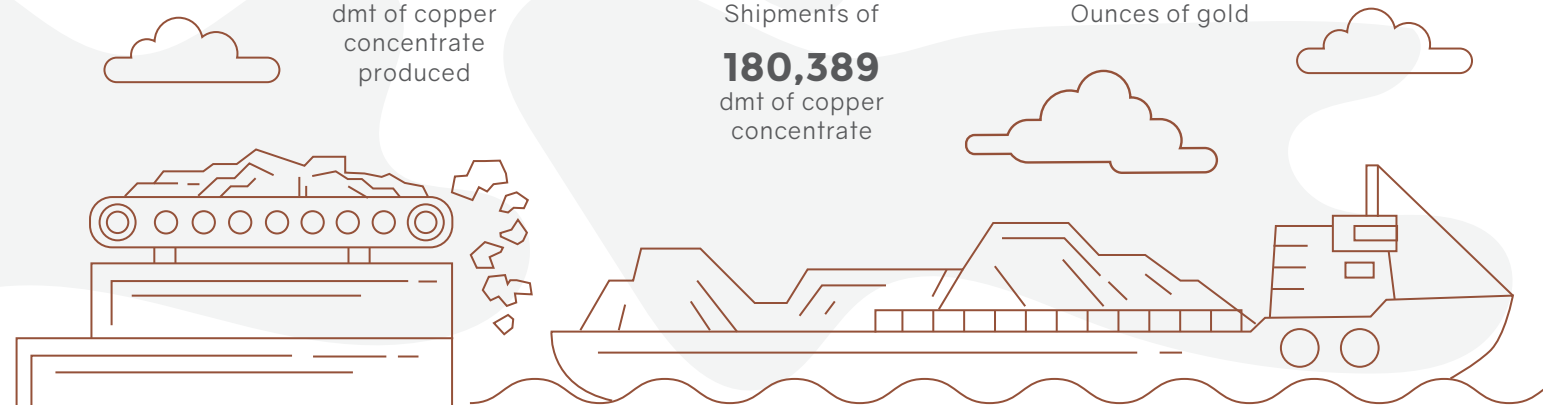 dmt of copper
concentrate
produced
Shipments of
180,389
dmt of copper
concentrate
Ounces of gold